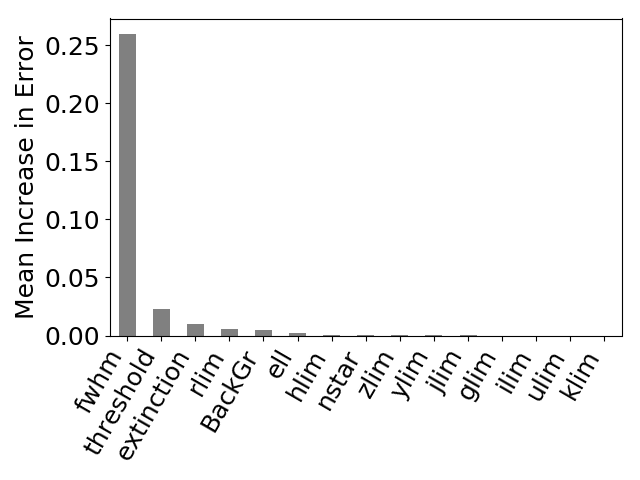 Mean Increase in Error
0.25
0.20
0.15
0.10
0.05
0.00
fwhm
threshold
extinction
rlim
BackGr
ell
hlim
nstar
zlim
ylim
jlim
glim
ilim
ulim
klim